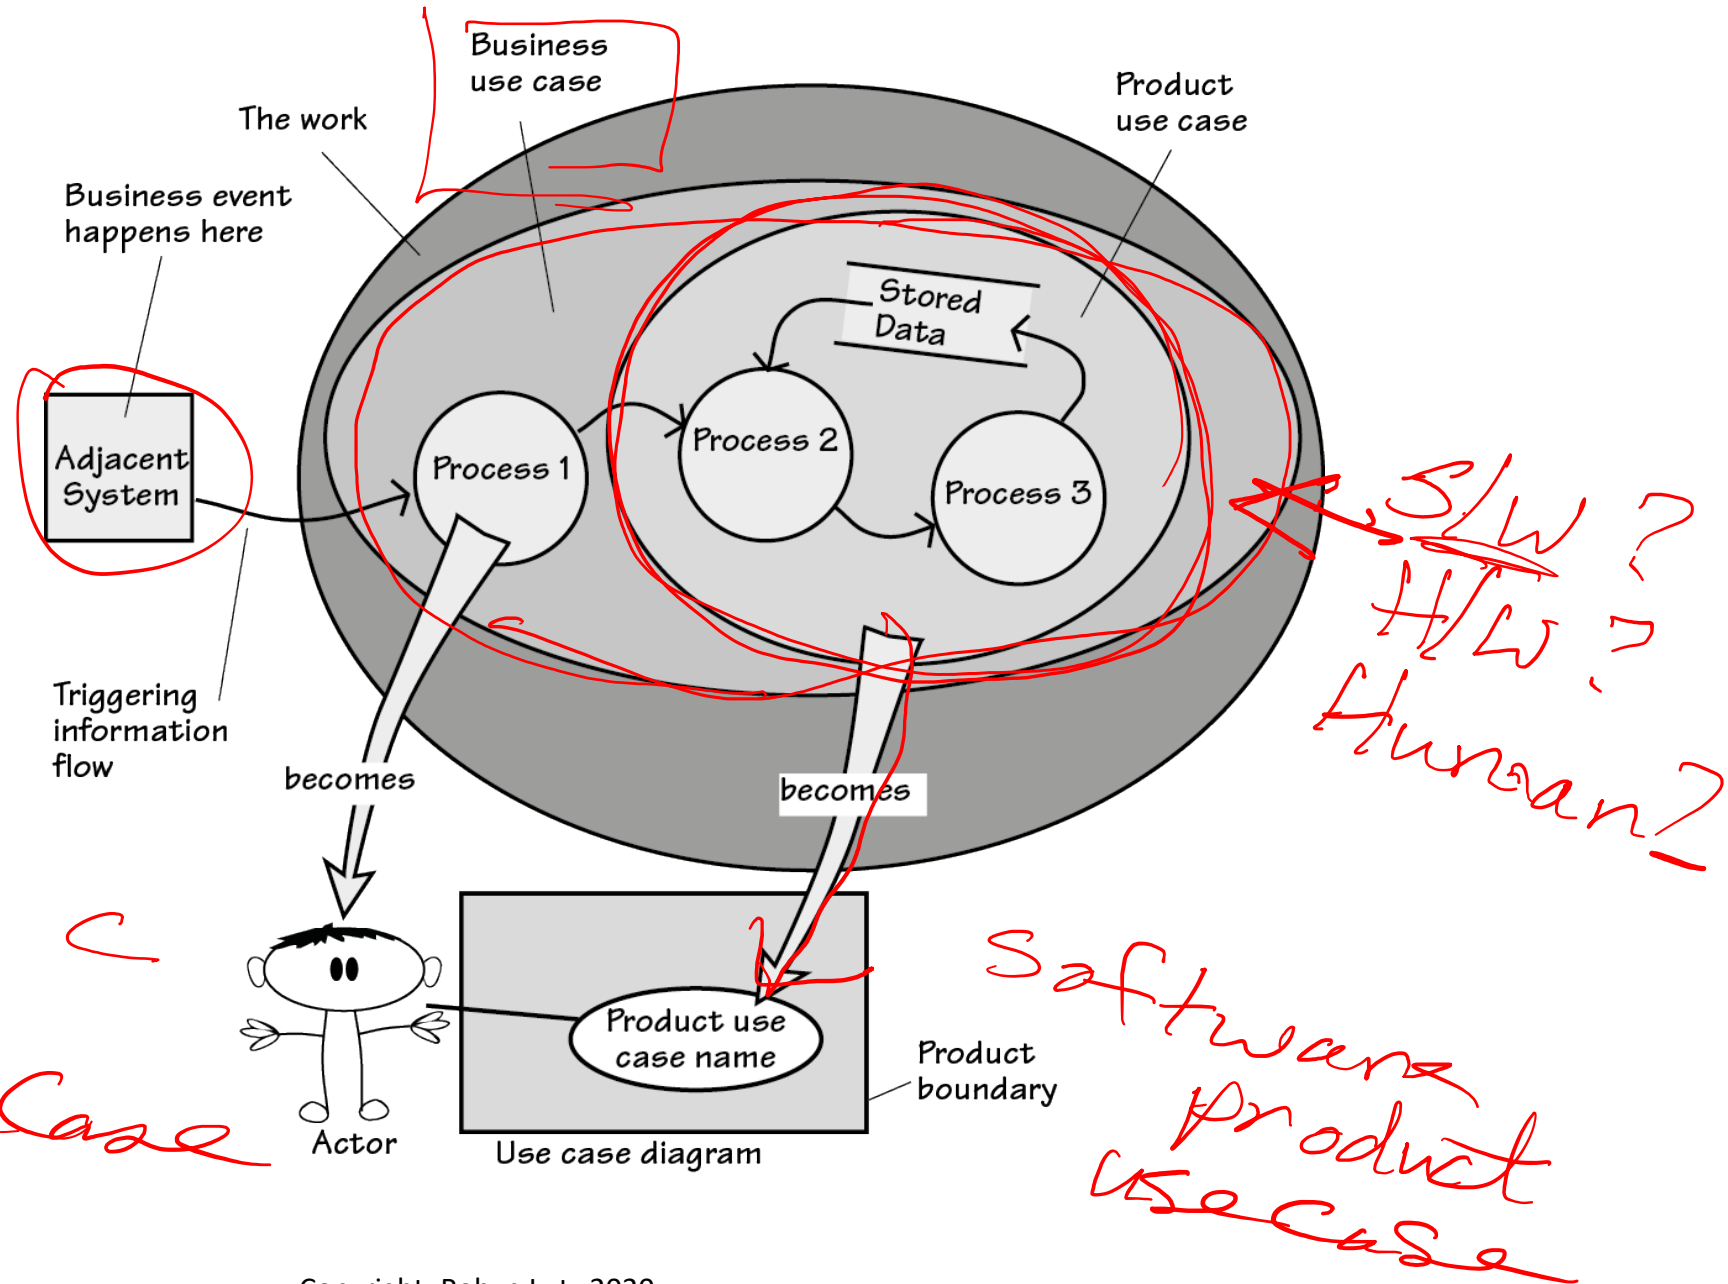 Business
use case
Product
use case
The work
Business event
happens here
Stored
Data
Process 1
Process 2
Process 3
Adjacent
System
S/W ?
H/W ?
Human?
Triggering
information
flow
becomes
becomes
C
Software
Product
use case
Case
Product use
case name
Product
boundary
Actor
Use case diagram